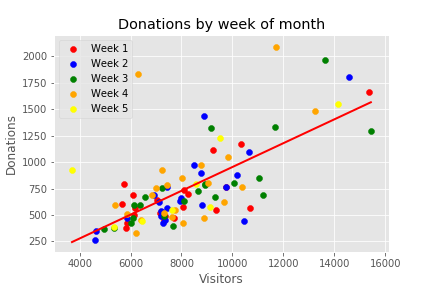 Donations by week of month
Week 1
Week 2
Week 3
Week 4
Week 5
2000
1750
1500
1250
1000
750
500
250
Donations
4000
6000
8000
10000
12000
14000
16000
Visitors